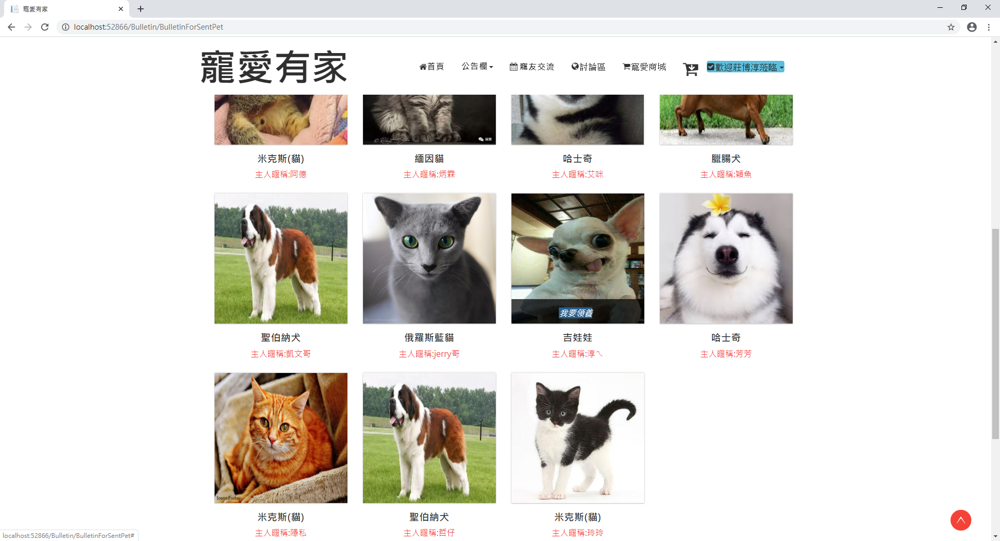 寵愛有家
localhost:52866/Bulletin/BulletinForSentPet
寵愛有家
首頁
公告欄
寵友交流
討論區
寵愛商城
歡迎莊博淳蒞臨
佳寵
米克斯(貓)
緬因貓
哈士奇
臘腸犬
主人暱稱:阿德
主人暱稱:炳霖
主人暱稱:艾咪
主人暱稱:穎魚
我要領養
聖伯納犬
俄羅斯藍貓
吉娃娃
哈士奇
主人暱稱:凱文哥
主人暱稱:jerry哥
主人暱稱:淳ㄟ
主人暱稱:芳芳
Source:Pixabay
米克斯(貓)
聖伯納犬
米克斯(貓)
主人暱稱:隱私
主人暱稱:哲仔
主人暱稱:玲玲
localhost:52866/Bulletin/BulletinForSentPet#